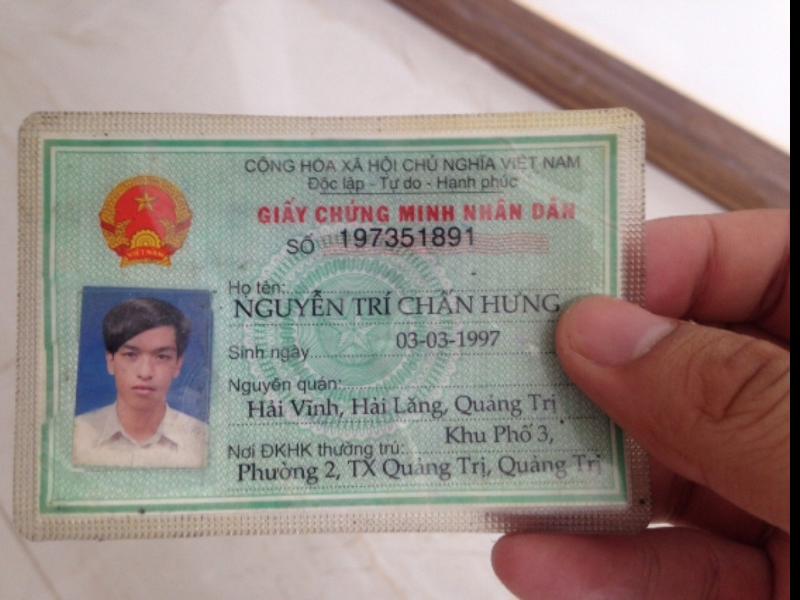 CỘNG HÒA XÃ HỘI CHỦ NGHĨA VIỆT NAM
Độc lập - Tự do - Hạnh phúc
GIẤY CHỨNG MINH NHÂN DÂN
SỐ 197351891
VIỆT NAM
Họ tên:
NGUYỄN TRÍ CHẤN HƯNG
Sinh ngày 03-03-1997
Nguyên quán:
Hải Vĩnh, Hải Lăng, Quảng Trị
Nơi ĐKHK thường trú: Khu Phố 3,
Phường 2, TX Quảng Trị, Quảng Trị